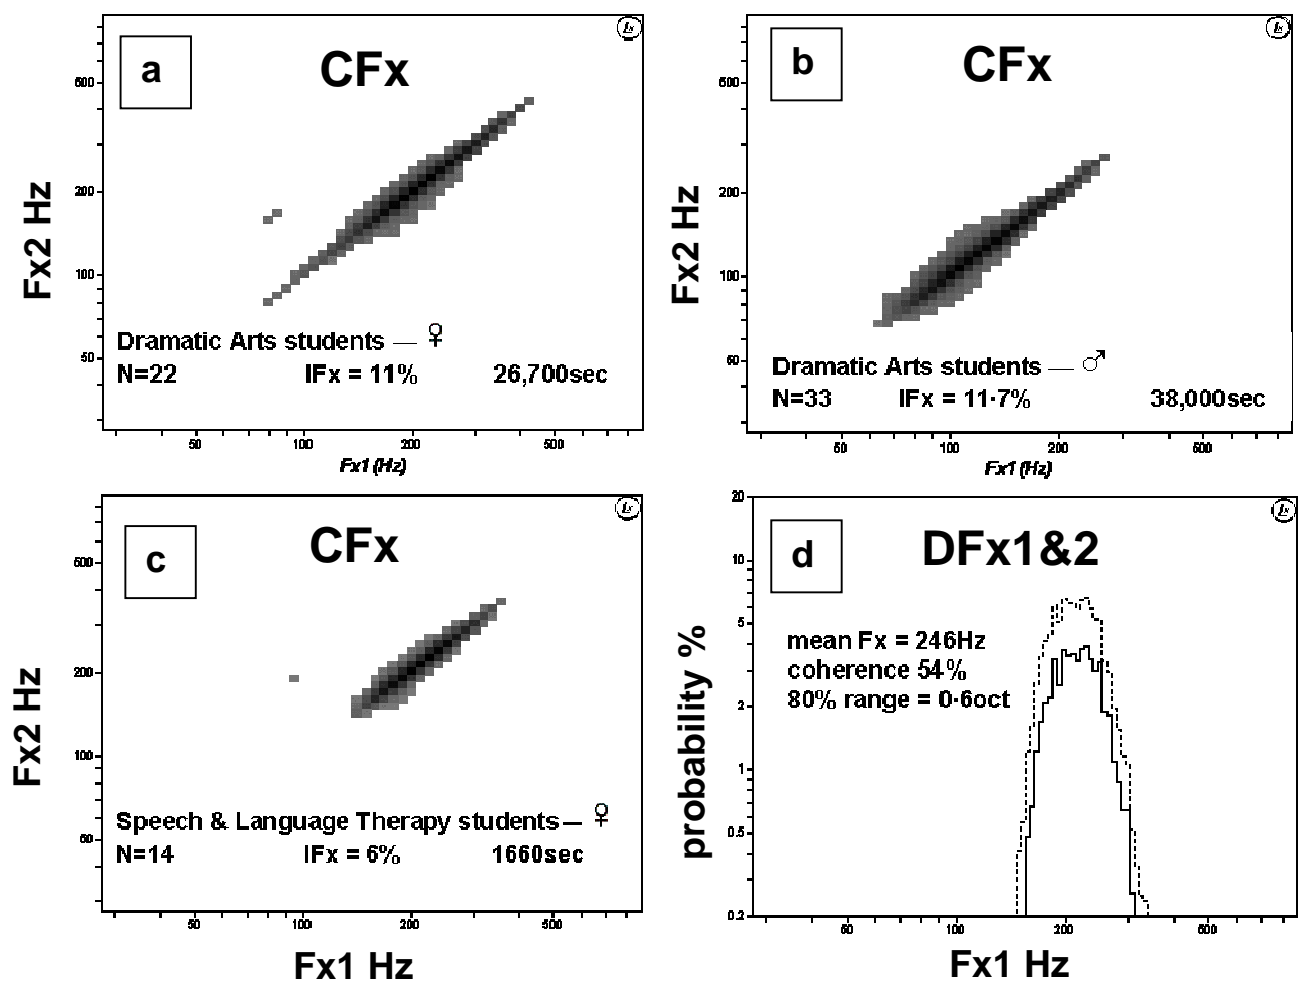 a
CFx
500
200
100
50
Fx2 Hz
Dramatic Arts students — ♀
N=22 IFx = 11% 26,700sec
50 100 200 500
Fx1 (Hz)
b
CFx
500
200
100
50
Fx2 Hz
Dramatic Arts students — ♂
N=33 IFx = 11·7% 38,000sec
50 100 200 500
Fx1 (Hz)
c
CFx
500
200
100
50
Fx2 Hz
Speech & Language Therapy students — ♀
N=14 IFx = 6% 1660sec
50 100 200 500
Fx1 Hz
d
DFx1&2
20
10
5
2
1
0.5
0.2
probability %
mean Fx = 246Hz
coherence 54%
80% range = 0·6oct
50 100 200 500
Fx1 Hz